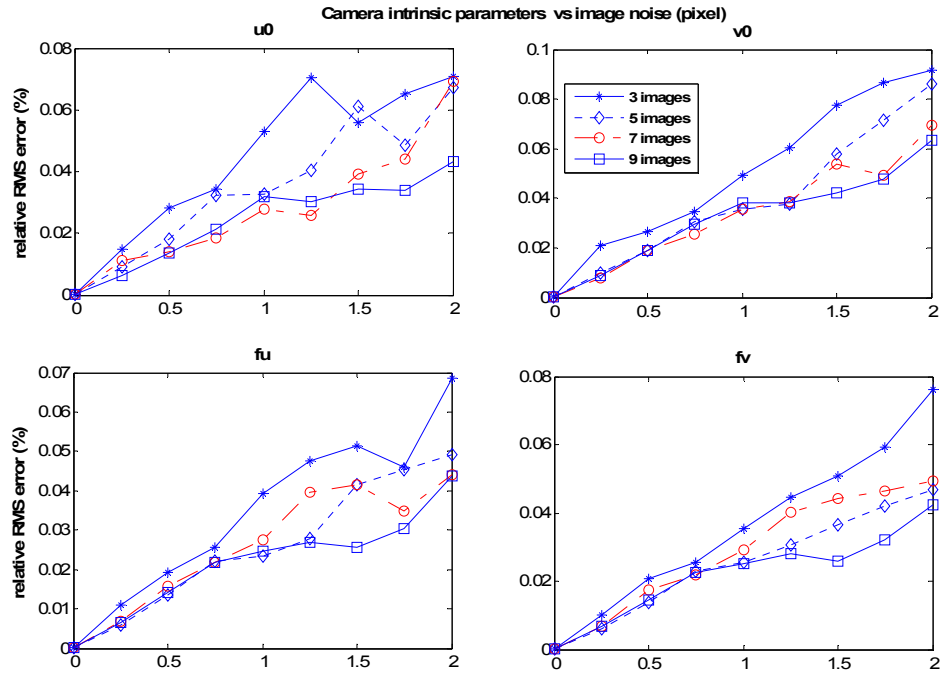 Camera intrinsic parameters vs image noise (pixel)
u0
v0
relative RMS error (%)
0.06
0.04
0.02
0
0 0.5 1 1.5 2
0.1
0.08
0.06
0.04
0.02
0
0 0.5 1 1.5 2
3 images
5 images
7 images
9 images
fu
fv
relative RMS error (%)
0.07
0.06
0.05
0.04
0.03
0.02
0.01
0
0 0.5 1 1.5 2
0.08
0.06
0.04
0.02
0
0 0.5 1 1.5 2